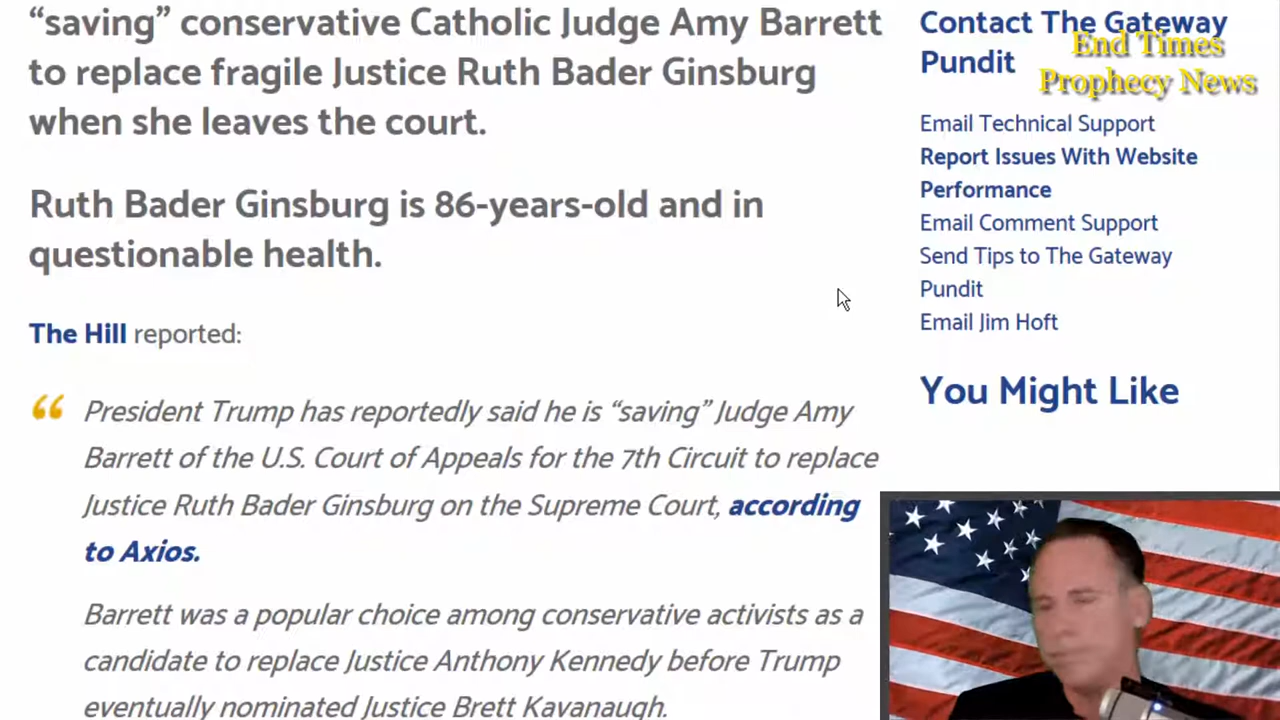 “saving” conservative Catholic Judge Amy Barrett
to replace fragile Justice Ruth Bader Ginsburg
when she leaves the court.
Ruth Bader Ginsburg is 86-years-old and in
questionable health.
The Hill reported:
“ President Trump has reportedly said he is “saving” Judge Amy
Barrett of the U.S. Court of Appeals for the 7th Circuit to replace
Justice Ruth Bader Ginsburg on the Supreme Court, according
to Axios.
Barrett was a popular choice among conservative activists as a
candidate to replace Justice Anthony Kennedy before Trump
eventually nominated Justice Brett Kavanaugh.
Contact The Gateway
Pundit
End Times
Prophecy News
Email Technical Support
Report Issues With Website
Performance
Email Comment Support
Send Tips to The Gateway
Pundit
Email Jim Hoft
You Might Like